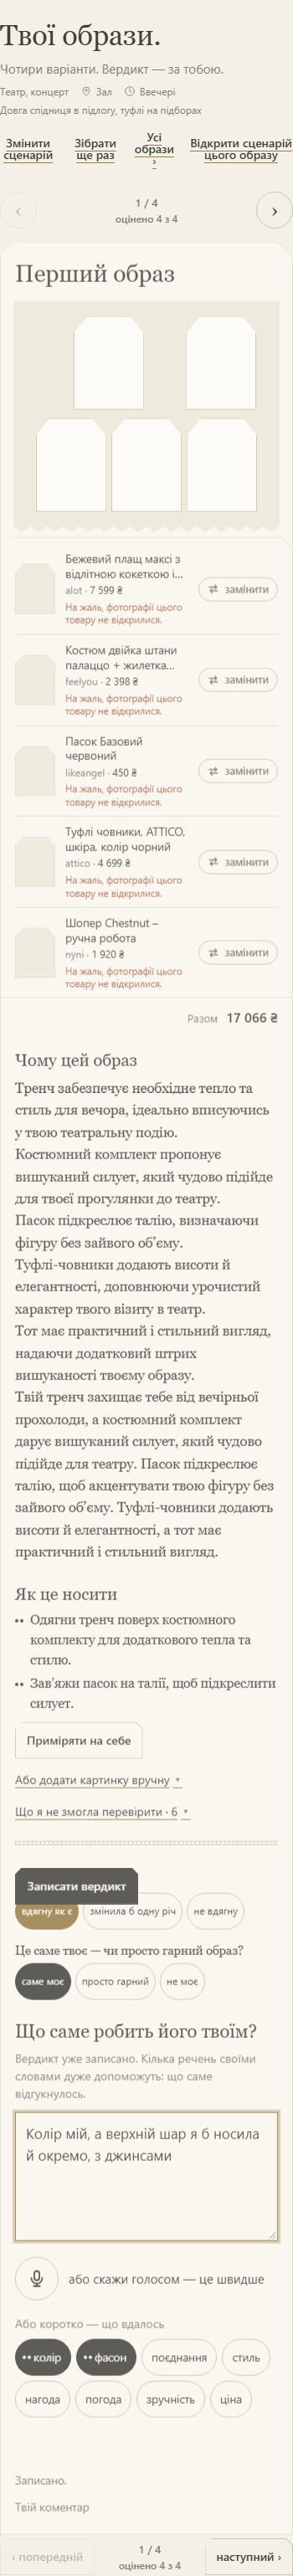 Твої образи.
Чотири варіанти. Вердикт — за тобою.
Театр, концерт Зал Ввечері
Довга спідниця в підлогу, туфлі на підборах
Змінити сценарій
Зібрати ще раз
Усі образи ›
Відкрити сценарій цього образу
‹
1 / 4
оцінено 4 з 4
›
Перший образ
Бежевий плащ максі з
відлітною кокеткою і...
alot · 7 599 ₴
На жаль, фотографії цього
товару не відкрилися.
замінити
Костюм двійка штани
палаццо + жилетка...
feelyou · 2 398 ₴
На жаль, фотографії цього
товару не відкрилися.
замінити
Пасок Базовий
червоний
likeangel · 450 ₴
На жаль, фотографії цього
товару не відкрилися.
замінити
Туфлі човники, ATTICO,
шкіра, колір чорний
attico · 4 699 ₴
На жаль, фотографії цього
товару не відкрилися.
замінити
Шопер Chestnut –
ручна робота
nyni · 1 920 ₴
На жаль, фотографії цього
товару не відкрилися.
замінити
Разом 17 066 ₴
Чому цей образ
Тренч забезпечує необхідне тепло та
стиль для вечора, ідеально вписуючись
у твою театральну подію.
Костюмний комплект пропонує
вишуканий силует, який чудово підійде
для твоєї прогулянки до театру.
Пасок підкреслює талію, визначаючи
фігуру без зайвого об’єму.
Туфлі-човники додають висоти й
елегантності, доповнюючи урочистий
характер твого візиту в театр.
Тот має практичний і стильний вигляд,
надаючи додатковий штрих
вишуканості твоєму образу.
Твій тренч захищає тебе від вечірньої
прохолоди, а костюмний комплект
дарує вишуканий силует, який чудово
підійде для театру. Пасок підкреслює
талію, щоб акцентувати твою фігуру без
зайвого об’єму. Туфлі-човники додають
висоти й елегантності, а тот має
практичний і стильний вигляд.
Як це носити
Одягни тренч поверх костюмного
комплекту для додаткового тепла та
стилю.
Зав’яжи пасок на талії, щоб підкреслити
силует.
Приміряти на себе
Або додати картинку вручну
Що я не змогла перевірити · 6
Записати вердикт
вдягну як є
змінила б одну річ
не вдягну
Це саме твоє — чи просто гарний образ?
саме моє
просто гарний
не моє
Що саме робить його твоїм?
Вердикт уже записано. Кілька речень своїми
словами дуже допоможуть: що саме
відгукнулось.
Колір мій, а верхній шар я б носила
й окремо, з джинсами
або скажи голосом — це швидше
Або коротко — що вдалось
колір
фасон
поєднання
стиль
нагода
погода
зручність
ціна
Записано.
Твій коментар
‹ попередній
1 / 4
оцінено 4 з 4
наступний ›